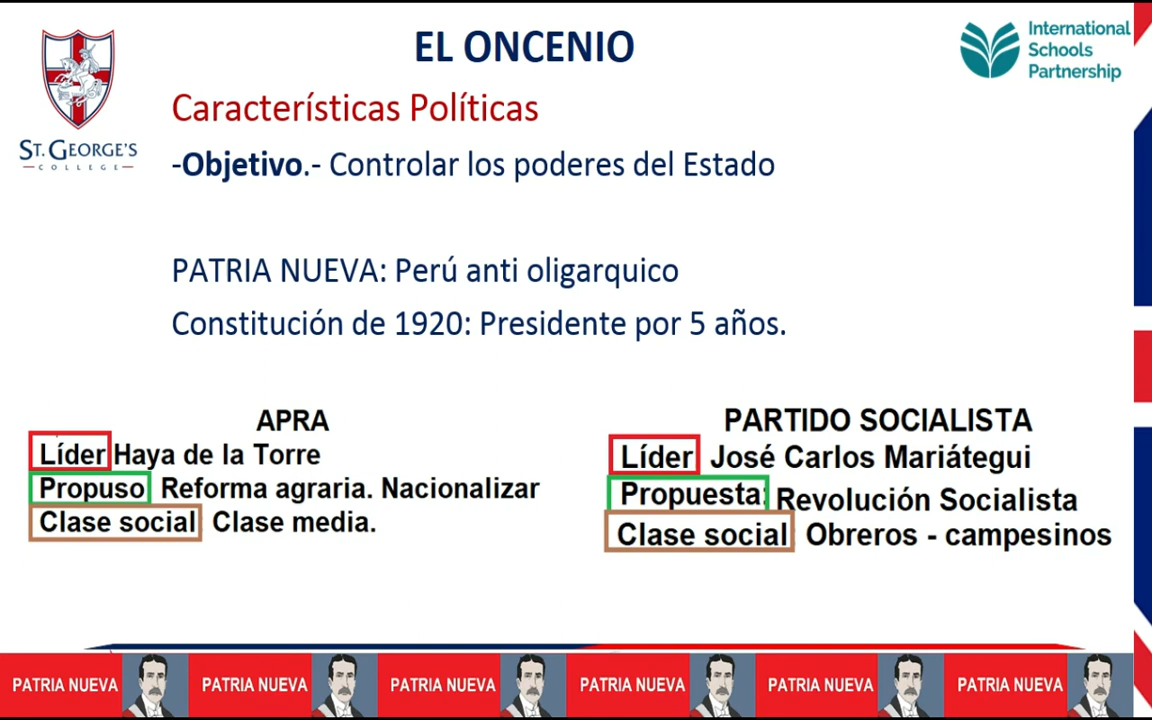 EL ONCENIO
International
Schools
Partnership
ST. GEORGE'S
COLLEGE
Características Políticas
-Objetivo.- Controlar los poderes del Estado
PATRIA NUEVA: Perú anti oligarquico
Constitución de 1920: Presidente por 5 años.
APRA
Líder Haya de la Torre
Propuso Reforma agraria. Nacionalizar
Clase social Clase media.
PARTIDO SOCIALISTA
Líder José Carlos Mariátegui
Propuesta: Revolución Socialista
Clase social Obreros - campesinos
PATRIA NUEVA PATRIA NUEVA PATRIA NUEVA PATRIA NUEVA PATRIA NUEVA PATRIA NUEVA